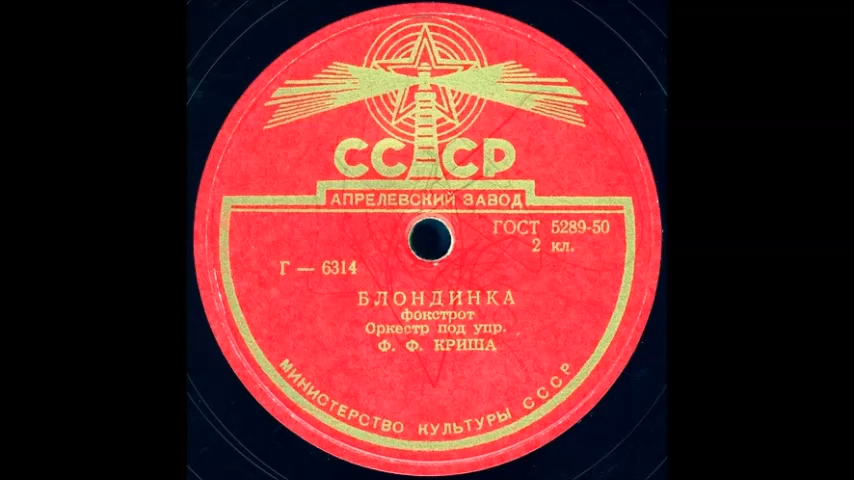 СССР
АПРЕЛЕВСКИЙ ЗАВОД
ГОСТ 5289-50
2 кл.
Г — 6314
БЛОНДИНКА
фокстрот
Оркестр под упр.
Ф. Ф. КРИША
МИНИСТЕРСТВО КУЛЬТУРЫ СССР